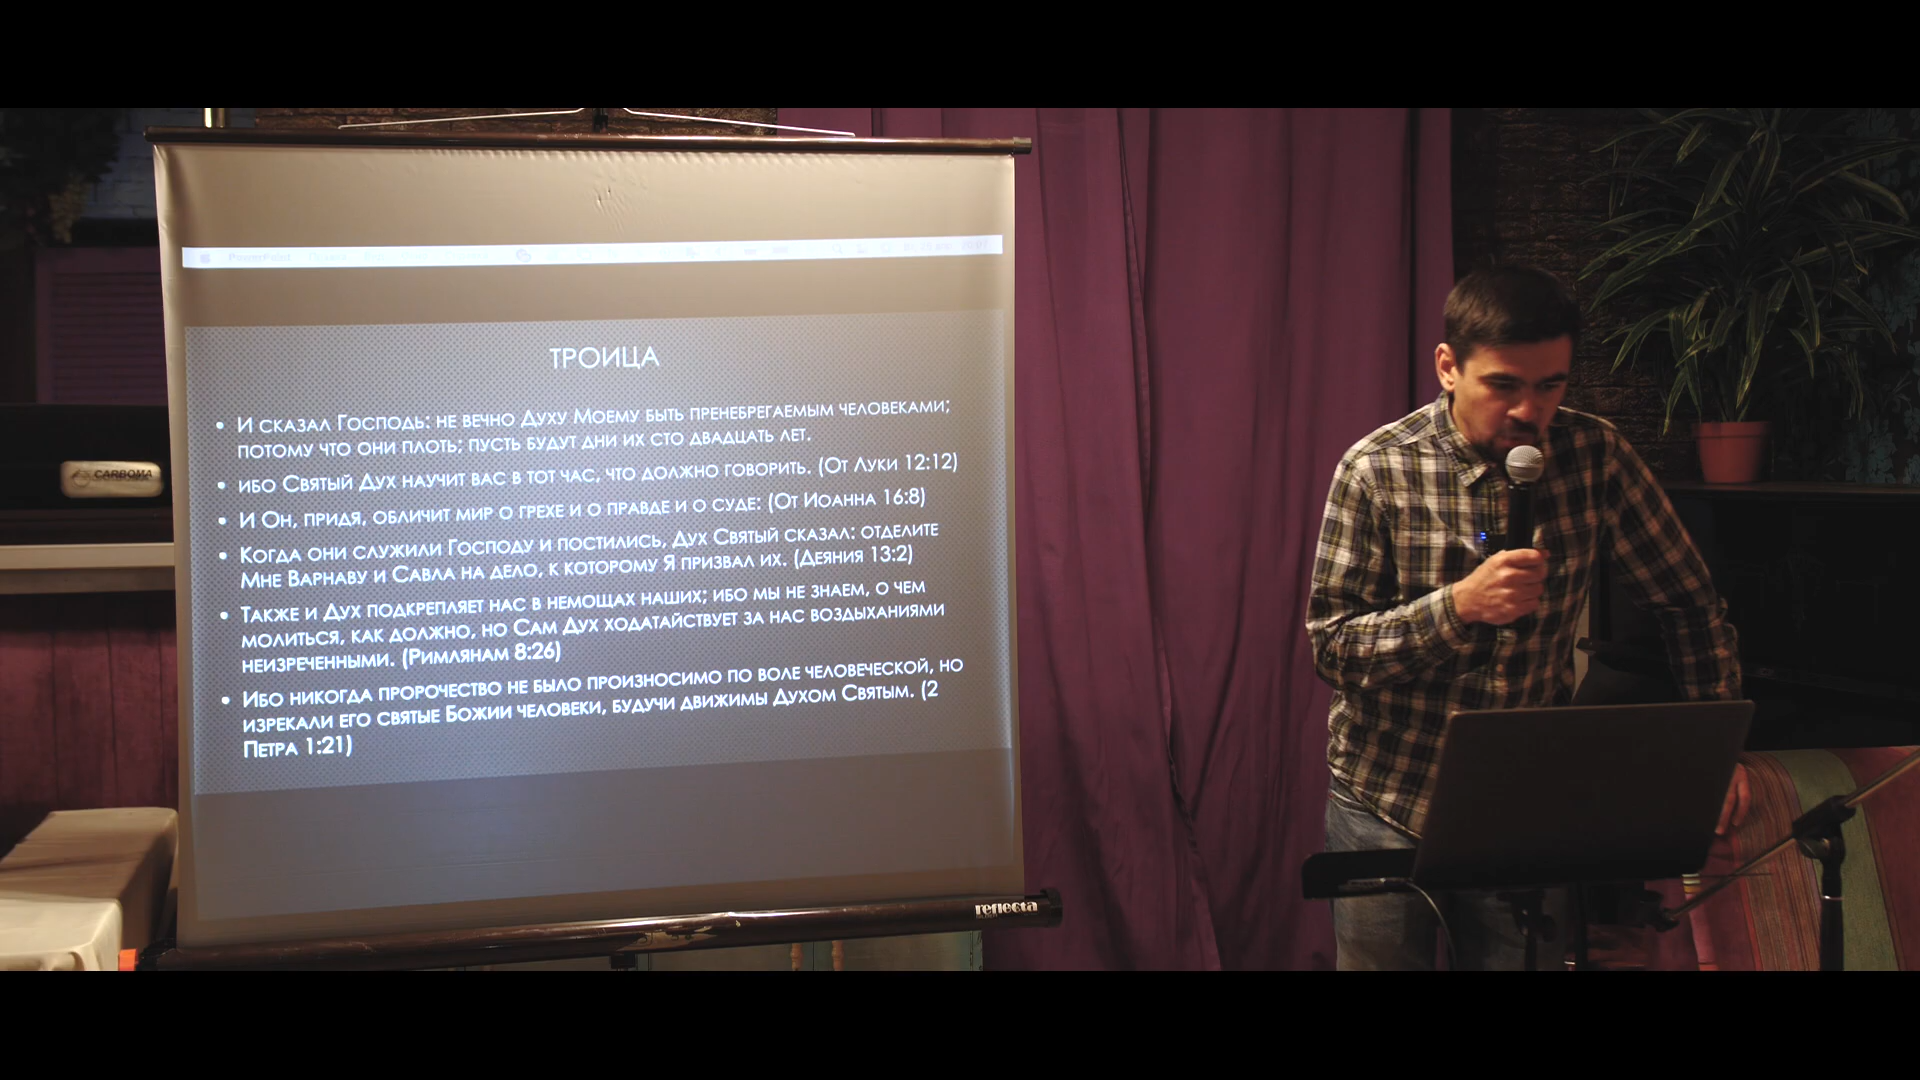 PowerPoint
ТРОИЦА
• И сказал Господь: не вечно Духу Моему быть пренебрегаемым человеками;
потому что они плоть; пусть будут дни их сто двадцать лет.
• ибо Святый Дух научит вас в тот час, что должно говорить. (От Луки 12:12)
• И Он, придя, обличит мир о грехе и о правде и о суде: (От Иоанна 16:8)
• Когда они служили Господу и постились, Дух Святый сказал: отделите
Мне Варнаву и Савла на дело, к которому Я призвал их. (Деяния 13:2)
• Также и Дух подкрепляет нас в немощах наших; ибо мы не знаем, о чем
молиться, как должно, но Сам Дух ходатайствует за нас воздыханиями
неизреченными. (Римлянам 8:26)
• Ибо никогда пророчество не было произносимо по воле человеческой, но
изрекали его святые Божии человеки, будучи движимы Духом Святым. (2
Петра 1:21)
CARBOMA
reflecta